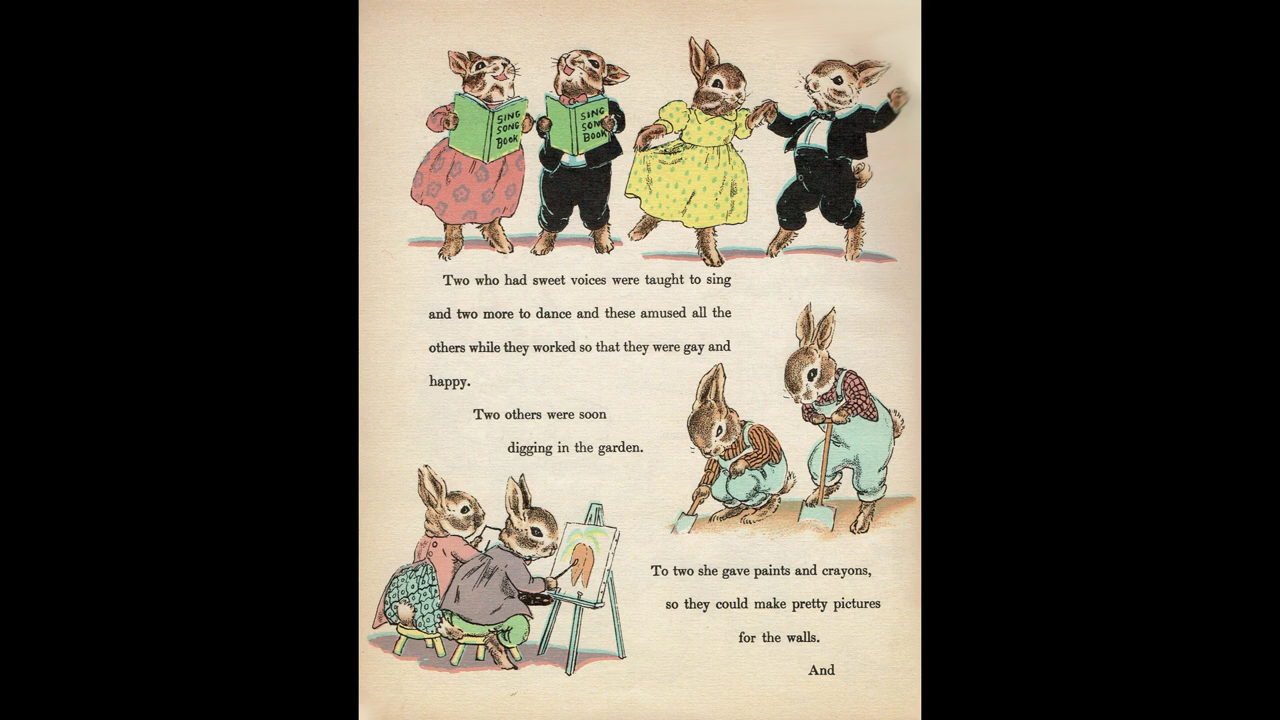 SING
SONG
BOOK
SING
SONG
BOOK
Two who had sweet voices were taught to sing
and two more to dance and these amused all the
others while they worked so that they were gay and
happy.
Two others were soon
digging in the garden.
To two she gave paints and crayons,
so they could make pretty pictures
for the walls.
And